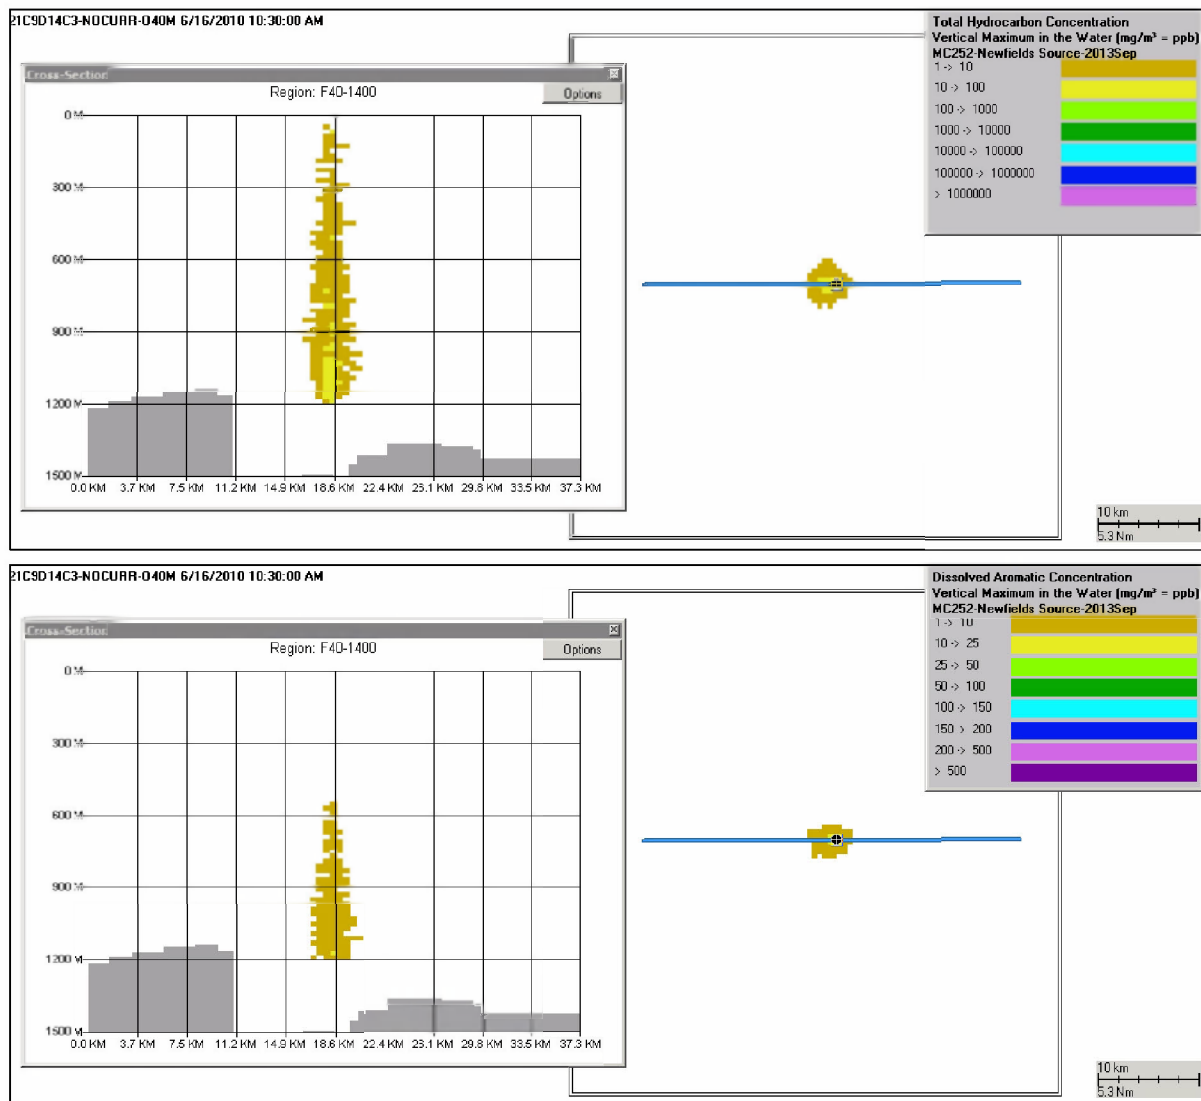 21C9D14C3-NOCURR-O40M 6/16/2010 10:30:00 AM
Total Hydrocarbon Concentration
Vertical Maximum in the Water (mg/m³ = ppb)
MC252-Newfields Source-2013Sep
1 -> 10
10 -> 100
100 -> 1000
1000 -> 10000
10000 -> 100000
100000 -> 1000000
> 1000000
Cross-Section
Region: F40-1400
Options
0 M
300 M
600 M
900 M
1200 M
1500 M
0.0 KM 3.7 KM 7.5 KM 11.2 KM 14.9 KM 18.6 KM 22.4 KM 26.1 KM 29.8 KM 33.5 KM 37.3 KM
10 km
5.3 Nm
21C9D14C3-NOCURR-O40M 6/16/2010 10:30:00 AM
Dissolved Aromatic Concentration
Vertical Maximum in the Water (mg/m³ = ppb)
MC252-Newfields Source-2013Sep
1 -> 10
10 -> 25
25 -> 50
50 -> 100
100 -> 150
150 > 200
200 -> 500
> 500
Cross-Section
Region: F40-1400
Options
0 M
300 M
600 M
900 M
1200 M
1500 M
0.0 KM 3.7 KM 7.5 KM 11.2 KM 14.9 KM 18.6 KM 22.4 KM 26.1 KM 29.8 KM 33.5 KM 37.3 KM
10 km
5.3 Nm